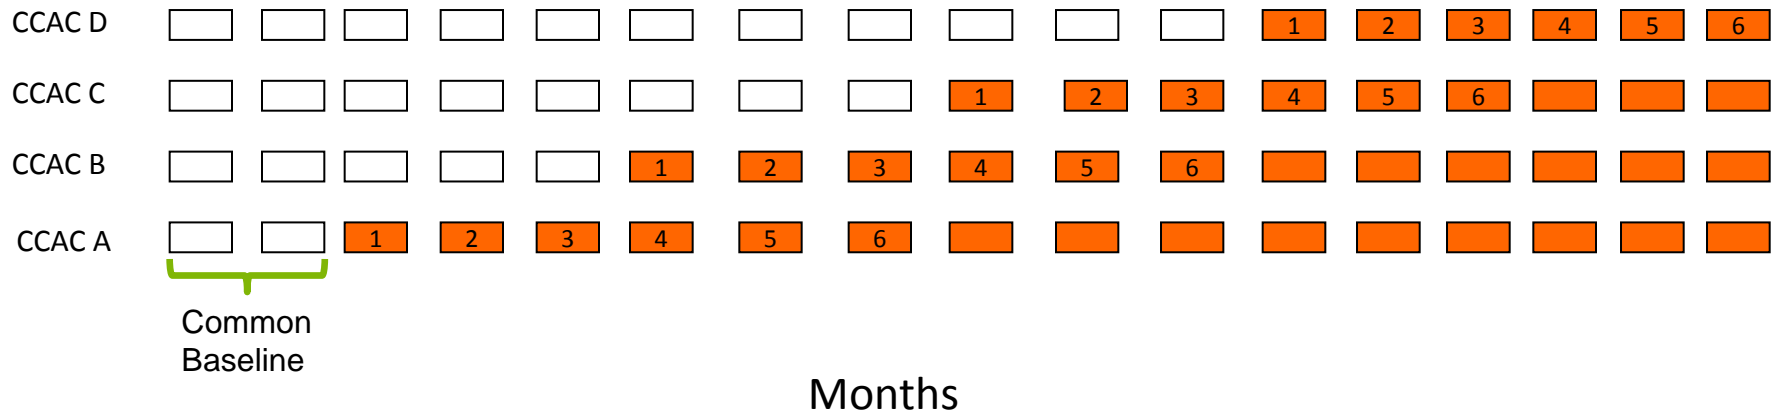 CCAC D 1 2 3 4 5 6
CCAC C 1 2 3 4 5 6
CCAC B 1 2 3 4 5 6
CCAC A 1 2 3 4 5 6
Common
Baseline
Months